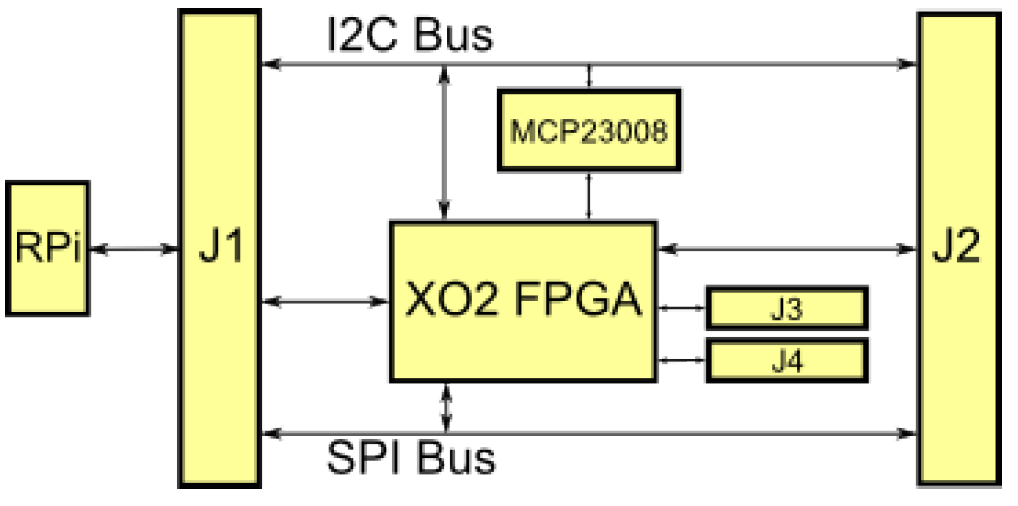 I2C Bus
MCP23008
RPi
J1
J2
XO2 FPGA
J3
J4
SPI Bus